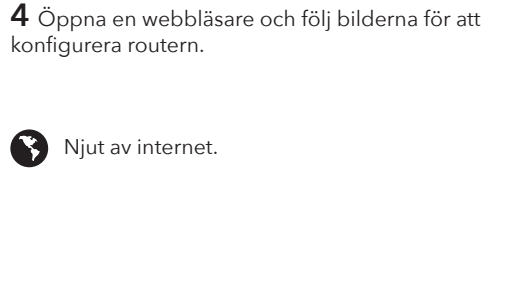 4 Öppna en webbläsare och följ bilderna för att
konfigurera routern.
Njut av internet.